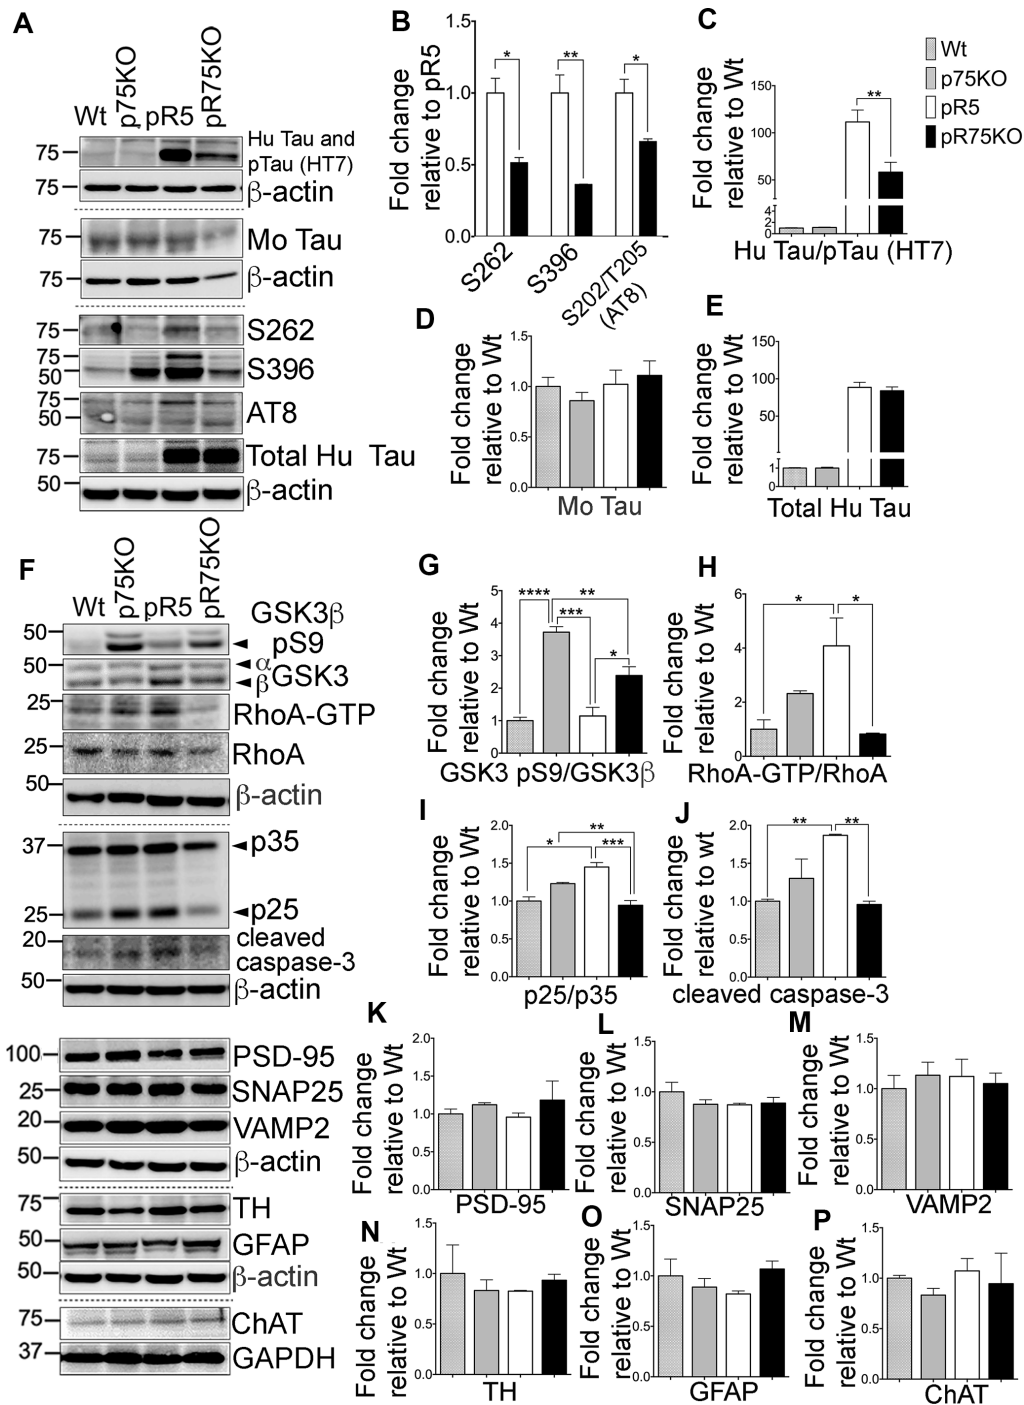 A
Wt
p75KO
pR5
pR75KO
75
Hu Tau and
pTau (HT7)
75
β-actin
75
Mo Tau
75
β-actin
75
S262
75
50
S396
75
50
AT8
75
Total Hu Tau
50
β-actin
B
Fold change
relative to pR5
1.5
1.0
0.5
0.0
*
**
*
S262
S396
S202/T205
(AT8)
C
Fold change
relative to Wt
150
100
50
4
2
0
**
Hu Tau/pTau (HT7)
Wt
p75KO
pR5
pR75KO
D
Fold change
relative to Wt
1.5
1.0
0.5
0.0
Mo Tau
E
Fold change
relative to Wt
150
100
50
1
0
Total Hu Tau
F
Wt
p75KO
pR5
pR75KO
50
GSK3β
pS9
50
α
β
GSK3
25
RhoA-GTP
25
RhoA
50
β-actin
37
p35
25
p25
20
cleaved
caspase-3
50
β-actin
100
PSD-95
25
SNAP25
20
VAMP2
50
β-actin
75
TH
50
GFAP
50
β-actin
75
ChAT
37
GAPDH
G
Fold change
relative to Wt
5
4
3
2
1
0
****
**
***
*
GSK3 pS9/GSK3β
H
Fold change
relative to Wt
6
4
2
0
*
*
RhoA-GTP/RhoA
I
Fold change
relative to Wt
2.0
1.5
1.0
0.5
0.0
**
*
***
p25/p35
J
Fold change
relative to wt
2.0
1.5
1.0
0.5
0.0
**
**
cleaved caspase-3
K
Fold change
relative to Wt
2.0
1.5
1.0
0.5
0.0
PSD-95
L
Fold change
relative to Wt
1.5
1.0
0.5
0.0
SNAP25
M
Fold change
relative to Wt
1.5
1.0
0.5
0.0
VAMP2
N
Fold change
relative to Wt
1.5
1.0
0.5
0.0
TH
O
Fold change
relative to Wt
1.5
1.0
0.5
0.0
GFAP
P
Fold change
relative to Wt
1.5
1.0
0.5
0.0
ChAT